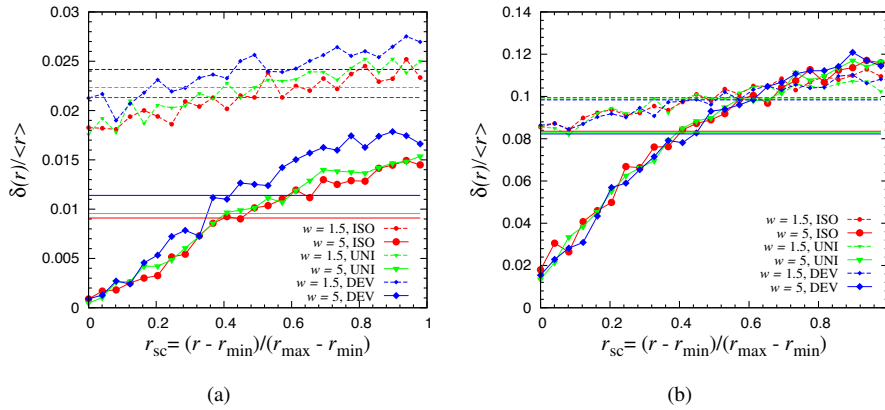 0.03
0.025
0.02
0.015
0.01
0.005
0
δ(r)/<r>
0 0.2 0.4 0.6 0.8 1
r_sc= (r - r_min)/(r_max - r_min)
w = 1.5, ISO
w = 5, ISO
w = 1.5, UNI
w = 5, UNI
w = 1.5, DEV
w = 5, DEV
(a)
0.14
0.12
0.1
0.08
0.06
0.04
0.02
0
δ(r)/<r>
0 0.2 0.4 0.6 0.8
r_sc= (r - r_min)/(r_max - r_min)
w = 1.5, ISO
w = 5, ISO
w = 1.5, UNI
w = 5, UNI
w = 1.5, DEV
w = 5, DEV
(b)